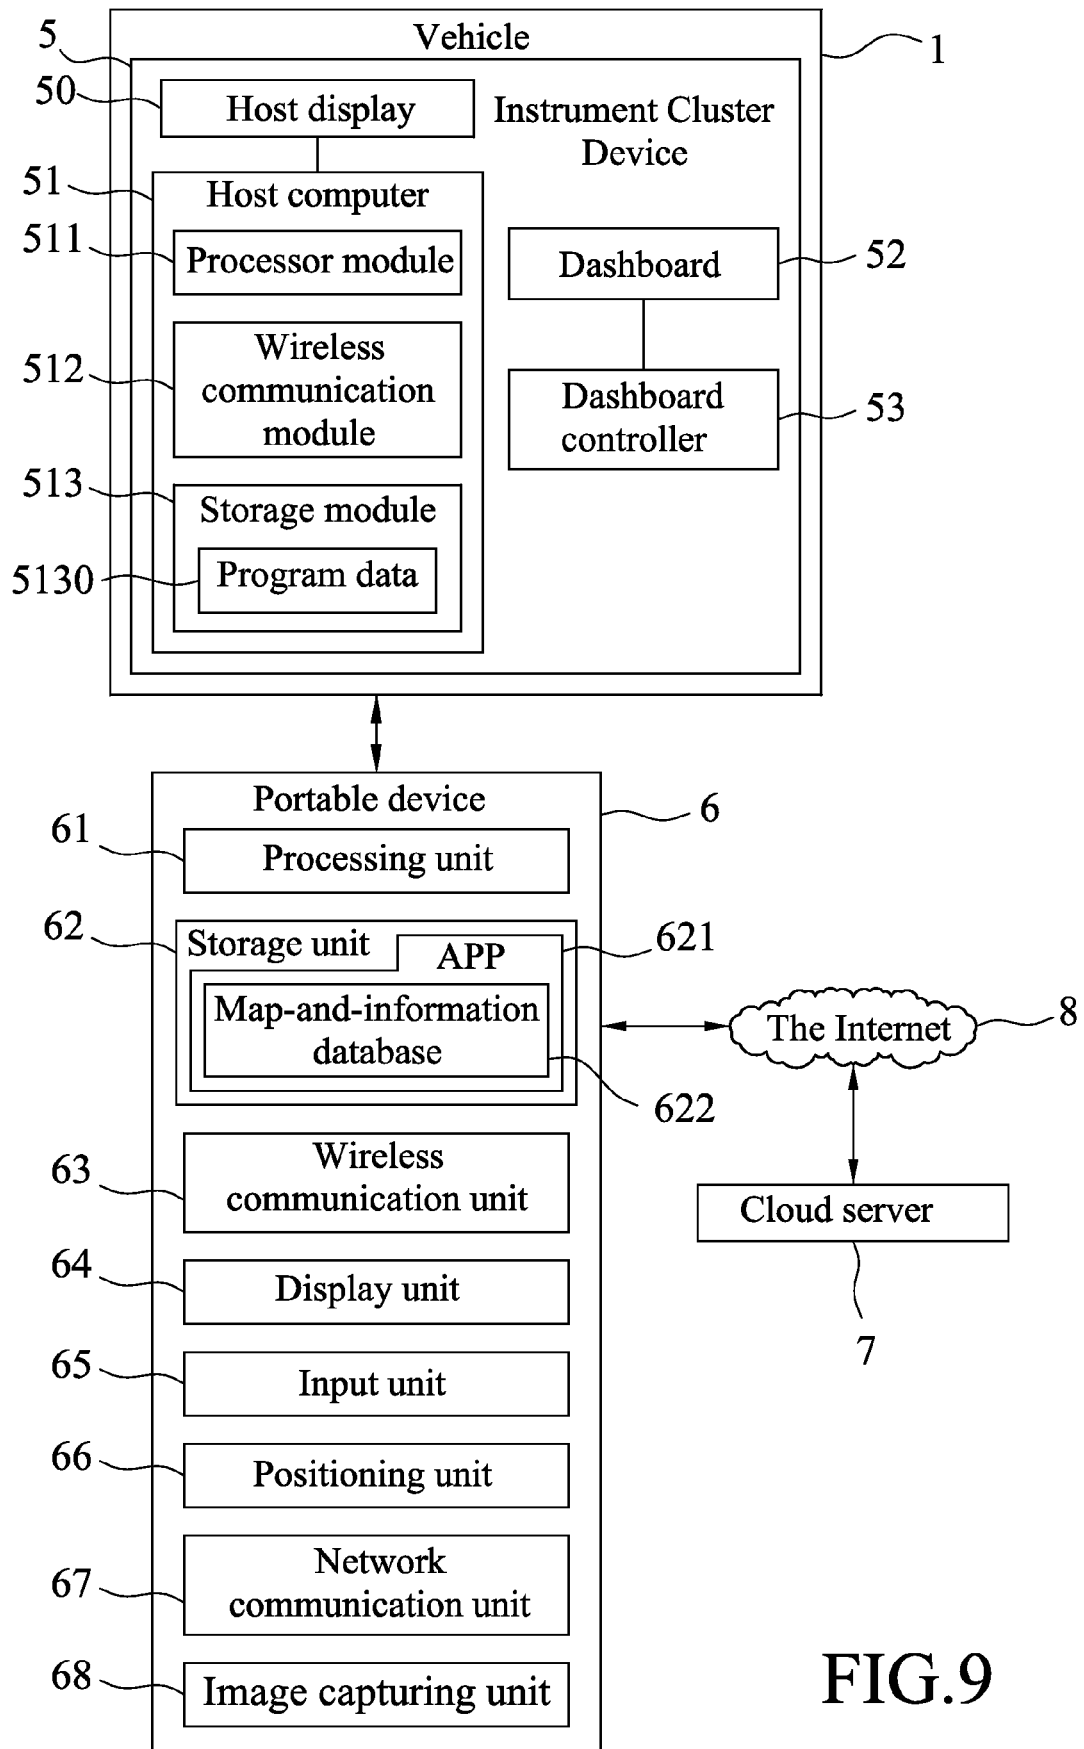 Vehicle
5
1
50
Host display
Instrument Cluster
Device
51
Host computer
511
Processor module
52
Dashboard
512
Wireless
communication
module
Dashboard
controller
53
513
Storage module
5130
Program data
Portable device
6
61
Processing unit
62
Storage unit
APP
621
Map-and-information
database
622
The Internet
8
63
Wireless
communication unit
Cloud server
7
64
Display unit
65
Input unit
66
Positioning unit
67
Network
communication unit
68
Image capturing unit
FIG.9